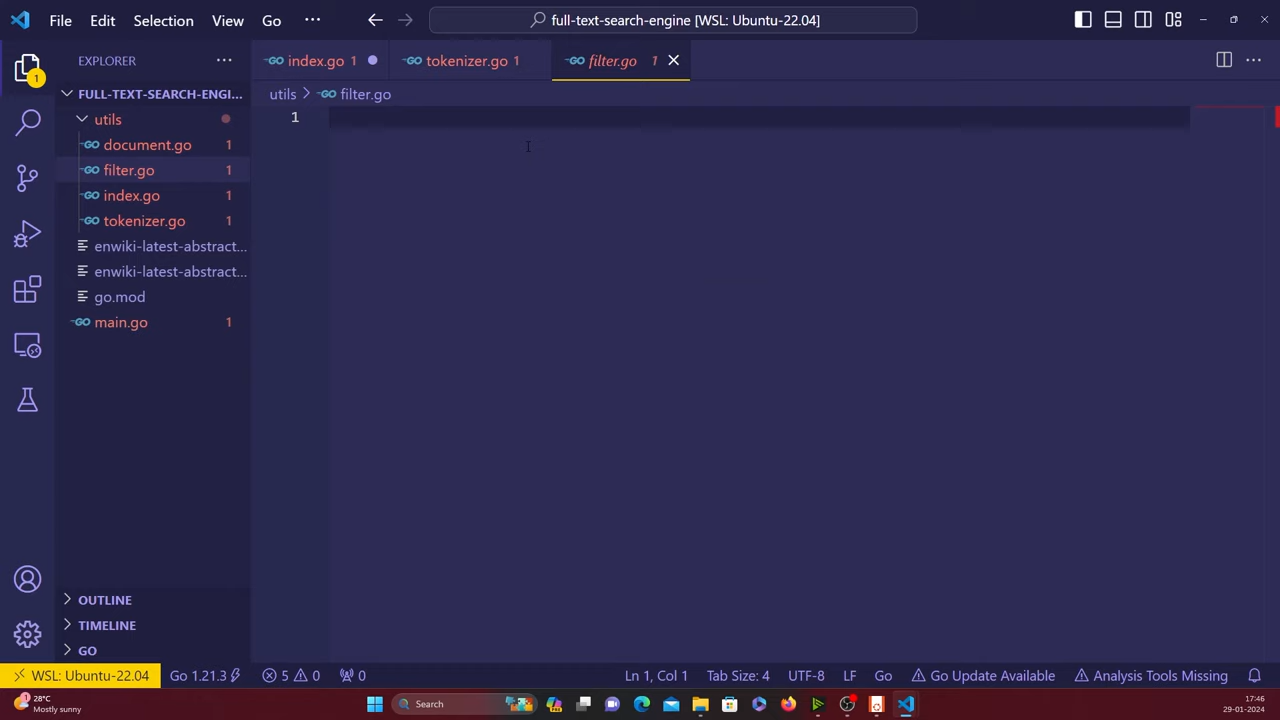 File Edit Selection View Go ··· full-text-search-engine [WSL: Ubuntu-22.04]
EXPLORER ···
index.go 1
tokenizer.go 1
filter.go 1
FULL-TEXT-SEARCH-ENGI...
utils > filter.go
1
utils
document.go 1
filter.go 1
index.go 1
tokenizer.go 1
enwiki-latest-abstract...
enwiki-latest-abstract...
go.mod
main.go 1
1
OUTLINE
TIMELINE
GO
WSL: Ubuntu-22.04 Go 1.21.3 5 0 0 Ln 1, Col 1 Tab Size: 4 UTF-8 LF Go Go Update Available Analysis Tools Missing
1
28°C
Mostly sunny
Search
17:46
29-01-2024